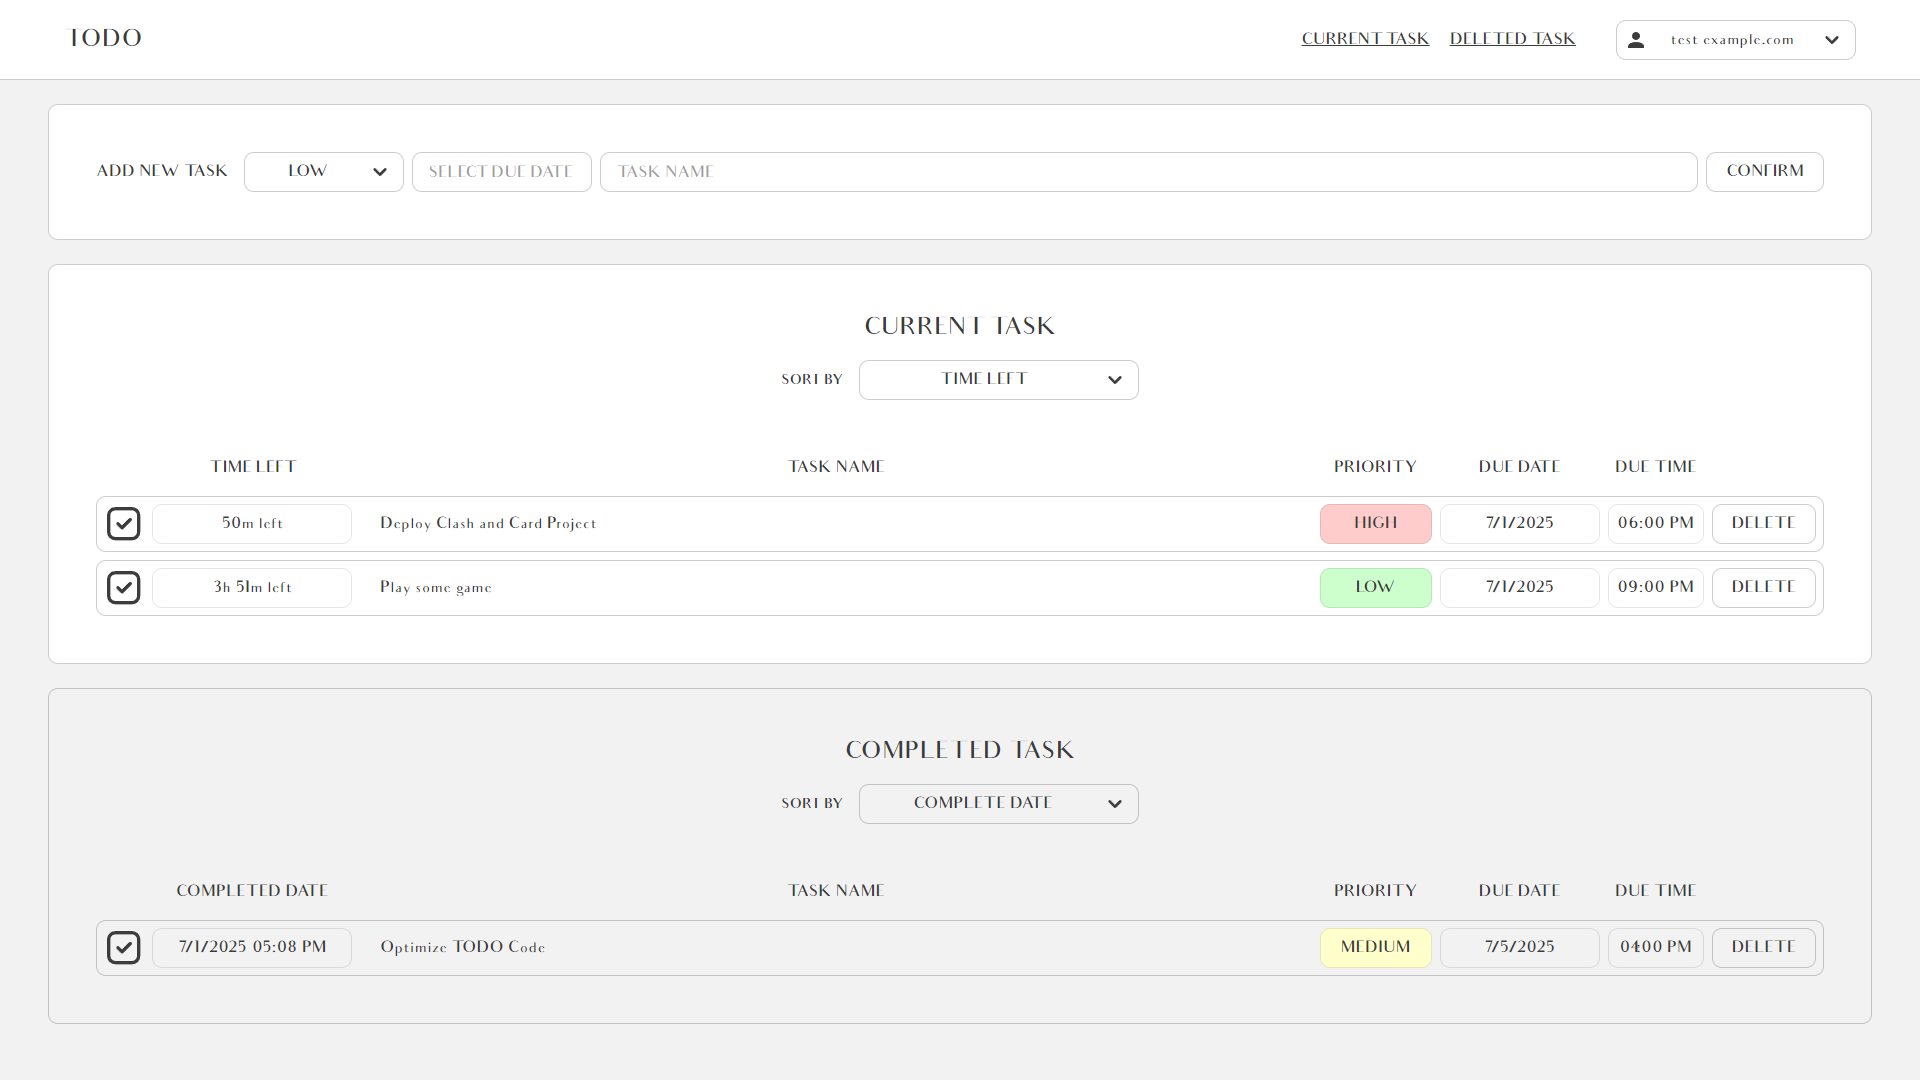 TODO
CURRENT TASK DELETED TASK test example.com
ADD NEW TASK LOW SELECT DUE DATE TASK NAME CONFIRM
CURRENT TASK
SORT BY TIME LEFT
TIME LEFT TASK NAME PRIORITY DUE DATE DUE TIME
50m left Deploy Clash and Card Project HIGH 7/1/2025 06:00 PM DELETE
3h 51m left Play some game LOW 7/1/2025 09:00 PM DELETE
COMPLETED TASK
SORT BY COMPLETE DATE
COMPLETED DATE TASK NAME PRIORITY DUE DATE DUE TIME
7/1/2025 05:08 PM Optimize TODO Code MEDIUM 7/5/2025 04:00 PM DELETE